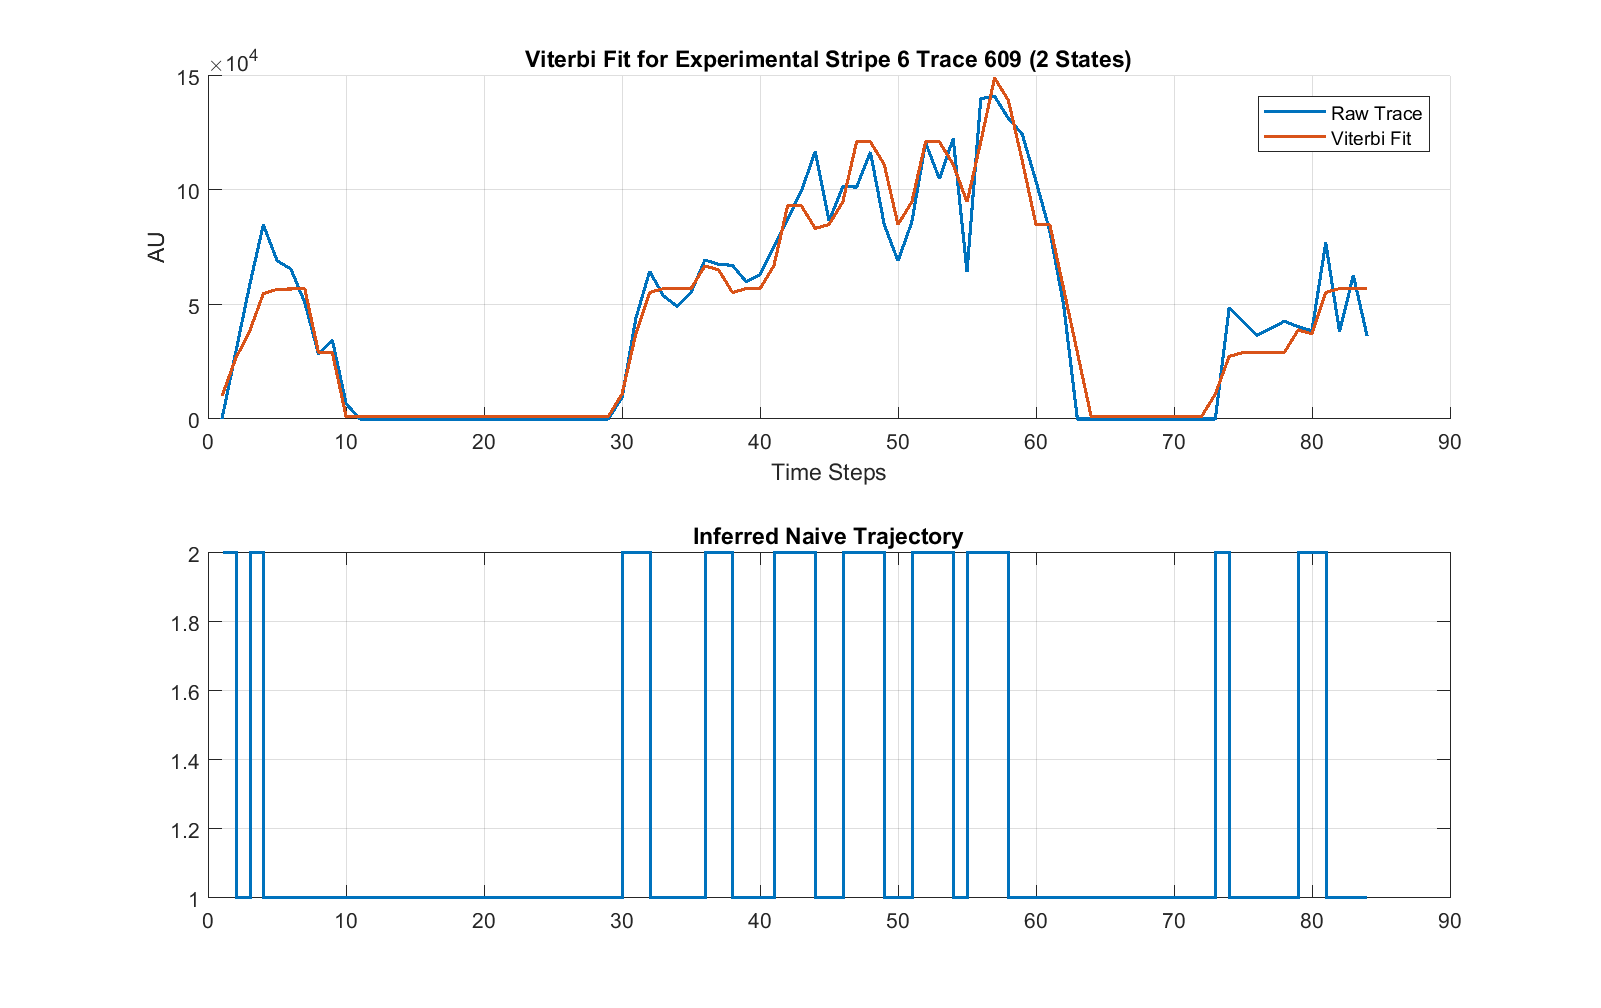 Viterbi Fit for Experimental Stripe 6 Trace 609 (2 States)
×10⁴
15
10
5
0
AU
Raw Trace
Viterbi Fit
0 10 20 30 40 50 60 70 80 90
Time Steps
Inferred Naive Trajectory
2
1.8
1.6
1.4
1.2
1
0 10 20 30 40 50 60 70 80 90